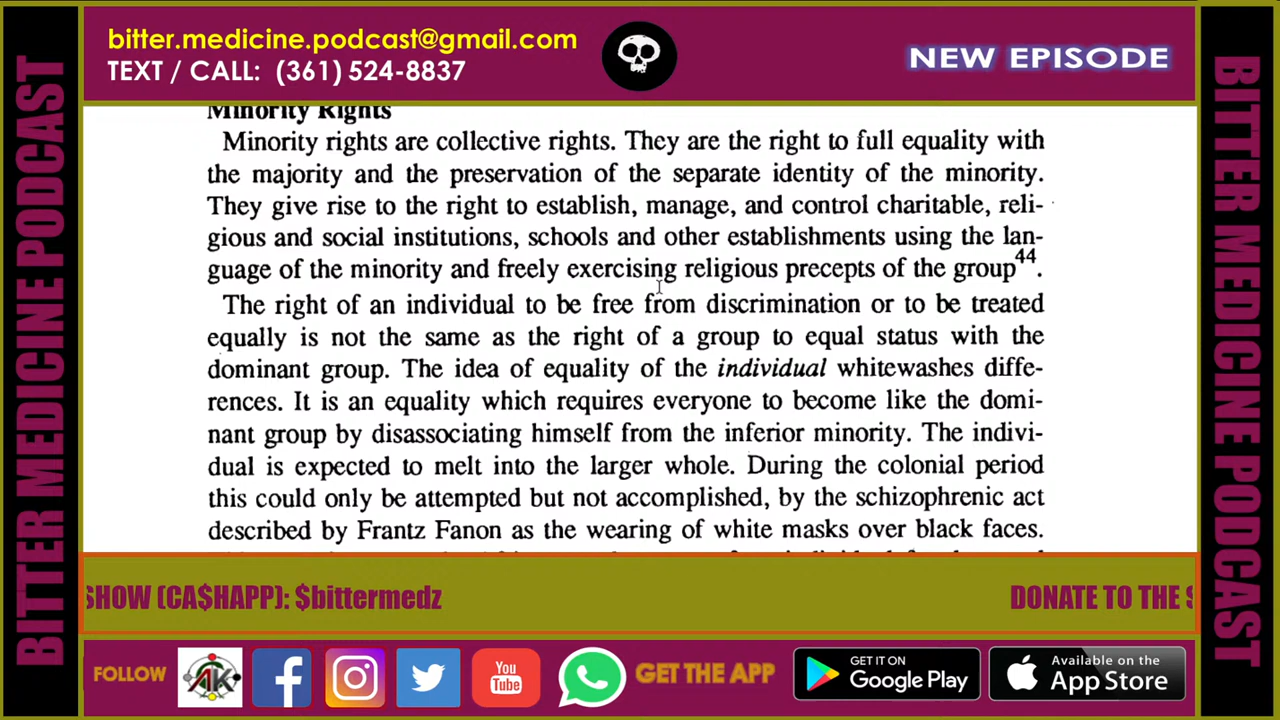 bitter.medicine.podcast@gmail.com
TEXT / CALL: (361) 524-8837
NEW EPISODE
BITTER MEDICINE PODCAST
Minority Rights
Minority rights are collective rights. They are the right to full equality with
the majority and the preservation of the separate identity of the minority.
They give rise to the right to establish, manage, and control charitable, reli-
gious and social institutions, schools and other establishments using the lan-
guage of the minority and freely exercising religious precepts of the group44.
The right of an individual to be free from discrimination or to be treated
equally is not the same as the right of a group to equal status with the
dominant group. The idea of equality of the individual whitewashes diffe-
rences. It is an equality which requires everyone to become like the domi-
nant group by disassociating himself from the inferior minority. The indivi-
dual is expected to melt into the larger whole. During the colonial period
this could only be attempted but not accomplished, by the schizophrenic act
described by Frantz Fanon as the wearing of white masks over black faces.
BITTER MEDICINE PODCAST
SHOW (CA$HAPP): $bittermedz
DONATE TO THE S
FOLLOW
You
Tube
GET THE APP
GET IT ON
Google Play
Available on the
App Store